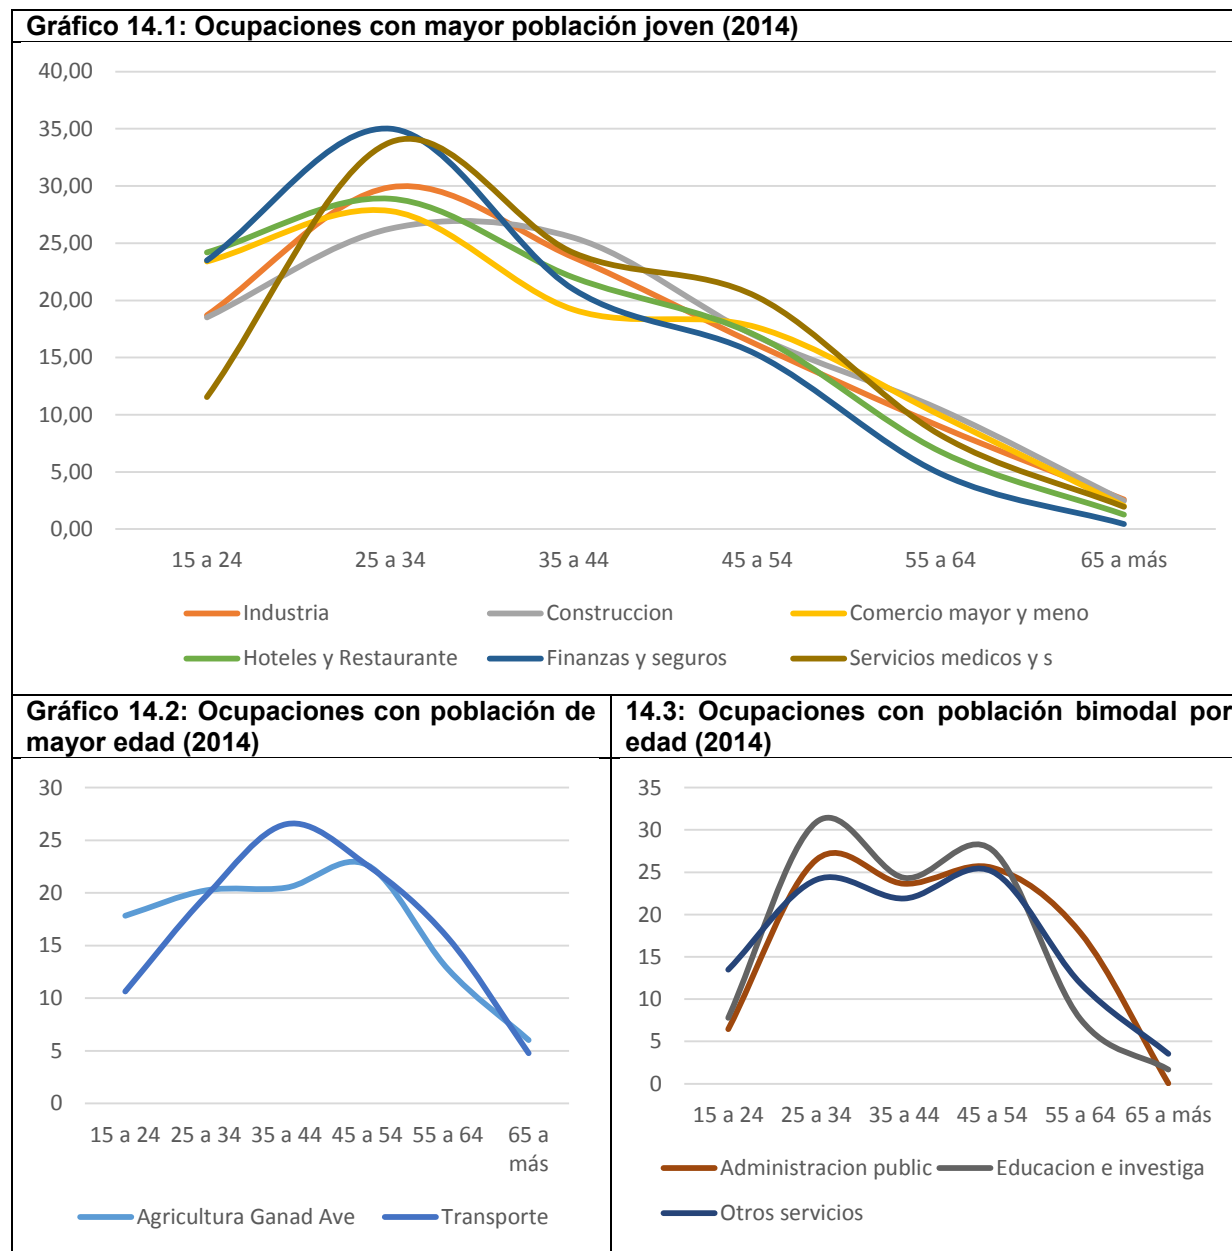 Gráfico 14.1: Ocupaciones con mayor población joven (2014)
40,00
35,00
30,00
25,00
20,00
15,00
10,00
5,00
0,00
15 a 24 25 a 34 35 a 44 45 a 54 55 a 64 65 a más
Industria Construccion Comercio mayor y meno
Hoteles y Restaurante Finanzas y seguros Servicios medicos y s
Gráfico 14.2: Ocupaciones con población de
mayor edad (2014)
30
25
20
15
10
5
0
15 a 24 25 a 34 35 a 44 45 a 54 55 a 64 65 a
más
Agricultura Ganad Ave Transporte
14.3: Ocupaciones con población bimodal por
edad (2014)
35
30
25
20
15
10
5
0
15 a 24 25 a 34 35 a 44 45 a 54 55 a 64 65 a más
Administracion public Educacion e investiga
Otros servicios